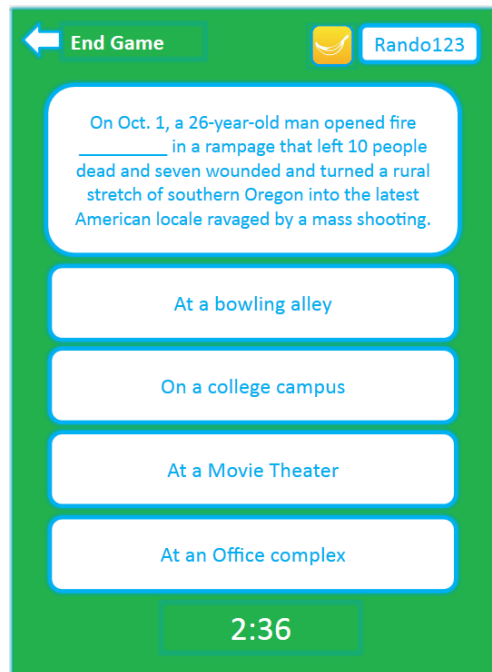 End Game
Rando123
On Oct. 1, a 26-year-old man opened fire
_________ in a rampage that left 10 people
dead and seven wounded and turned a rural
stretch of southern Oregon into the latest
American locale ravaged by a mass shooting.
At a bowling alley
On a college campus
At a Movie Theater
At an Office complex
2:36